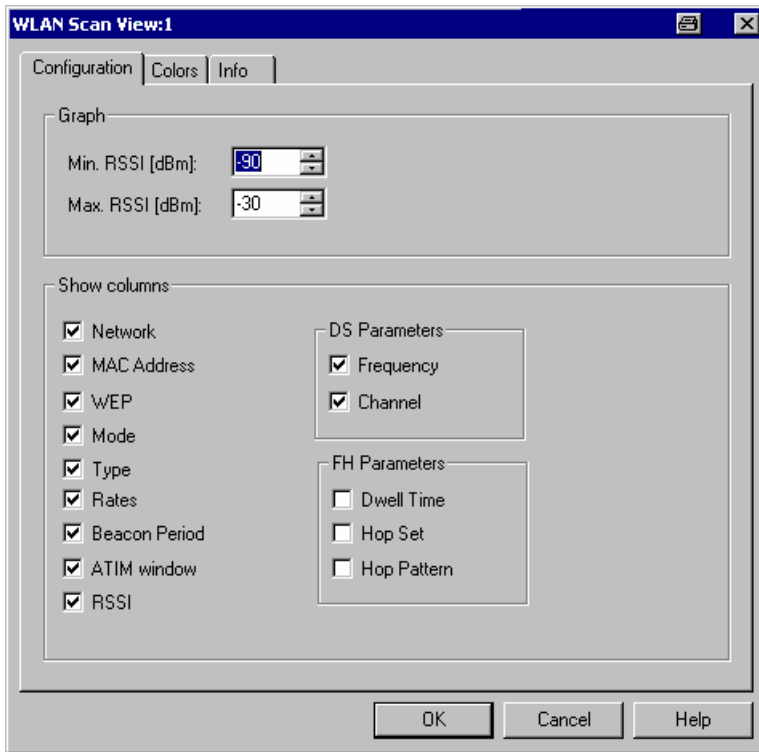 WLAN Scan View:1
Configuration
Colors
Info
Graph
Min. RSSI [dBm]: -90
Max. RSSI [dBm]: -30
Show columns
Network
MAC Address
WEP
Mode
Type
Rates
Beacon Period
ATIM window
RSSI
DS Parameters
Frequency
Channel
FH Parameters
Dwell Time
Hop Set
Hop Pattern
OK
Cancel
Help